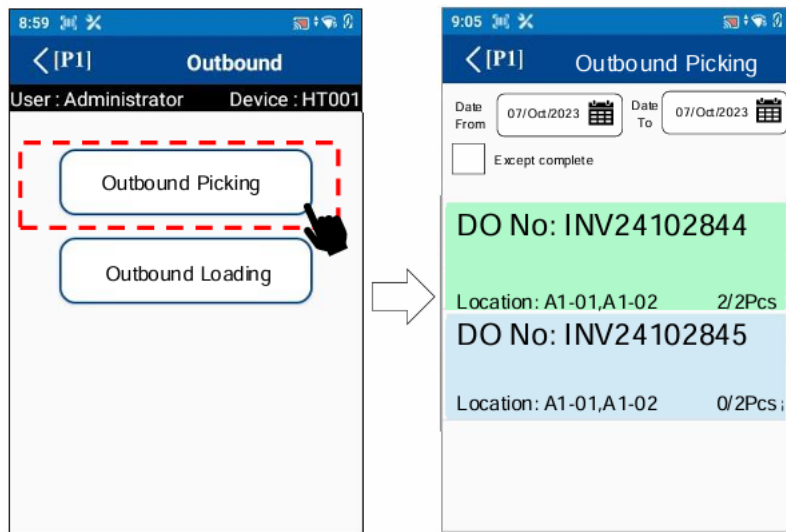 8:59
[P1] Outbound
User : Administrator Device : HT001
Outbound Picking
Outbound Loading
9:05
[P1] Outbound Picking
Date From 07/Oct/2023 Date To 07/Oct/2023
Except complete
DO No: INV24102844
Location: A1-01,A1-02 2/2Pcs
DO No: INV24102845
Location: A1-01,A1-02 0/2Pcs